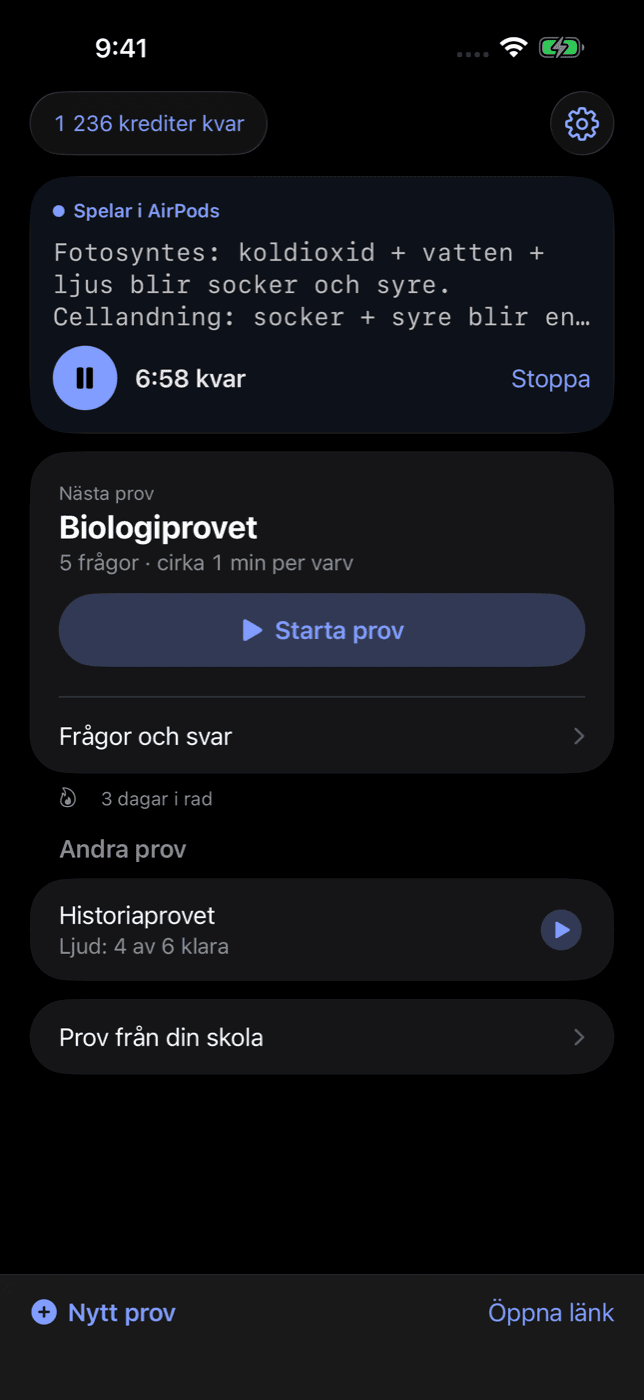 9:41
1 236 krediter kvar
Spelar i AirPods
Fotosyntes: koldioxid + vatten +
ljus blir socker och syre.
Cellandning: socker + syre blir en…
6:58 kvar
Stoppa
Nästa prov
Biologiprovet
5 frågor · cirka 1 min per varv
Starta prov
Frågor och svar
3 dagar i rad
Andra prov
Historiaprovet
Ljud: 4 av 6 klara
Prov från din skola
Nytt prov
Öppna länk